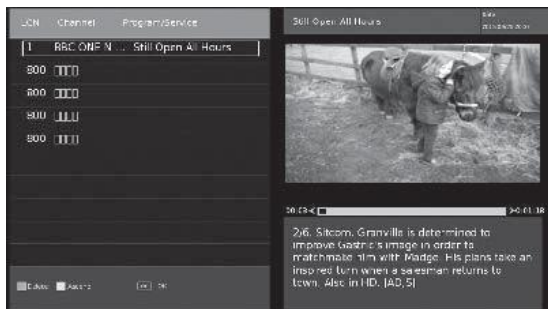 LCN Channel Program/Service
1 BBC ONE N ... Still Open All Hours
800 □□□□
800 □□□□
800 □□□□
800 □□□□
Delete Ascend OK
Still Open All Hours
00:03
0:01:18
2/6. Sitcom. Granville is determined to
improve Gastric's image in order to
matchmake him with Madge. His plans take an
inspired turn when a salesman returns to
town. Also in HD. [AD,S]